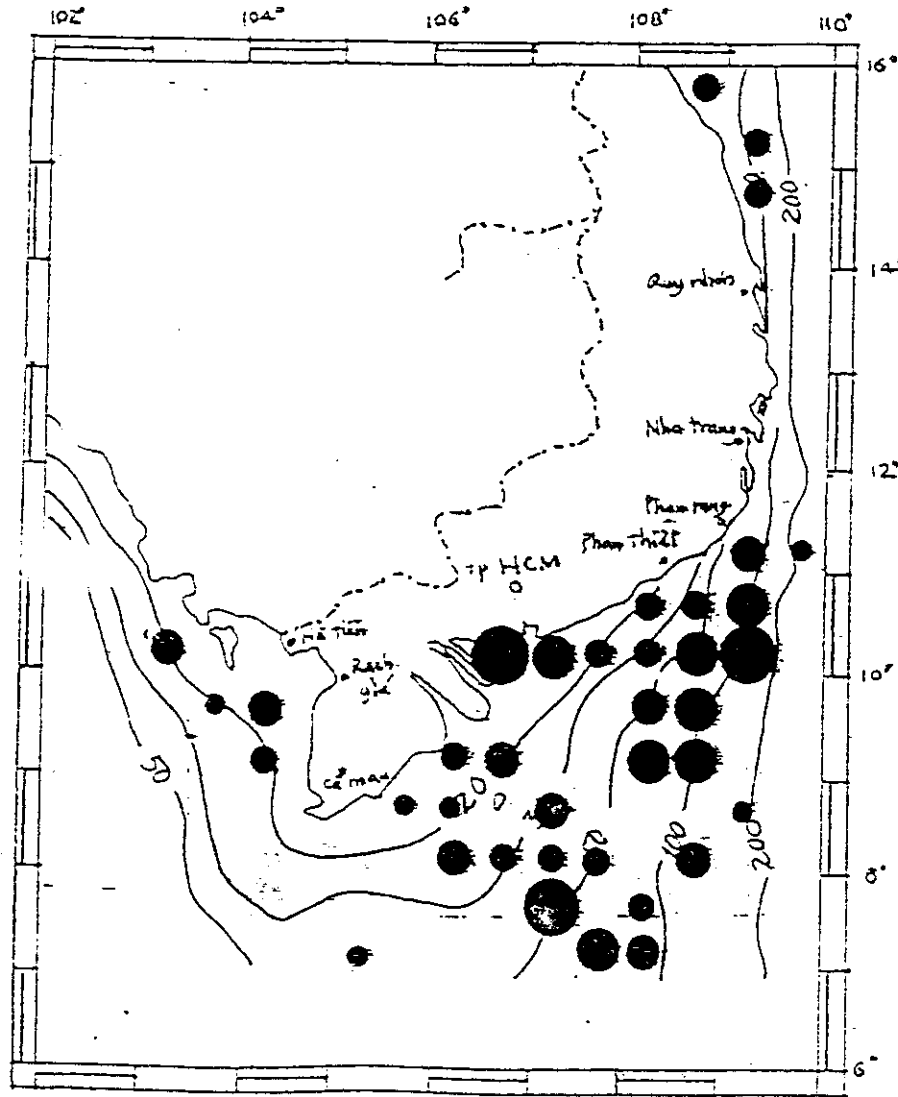 102° 104° 106° 108° 110°
16°
200
14°
Quy nhơn
Nha trang
12°
Phan rang
Phan thiết
Tp HCM
Hà Tiên
Rạch
giá
10°
50
Cà mau
20
8°
100
200
6°